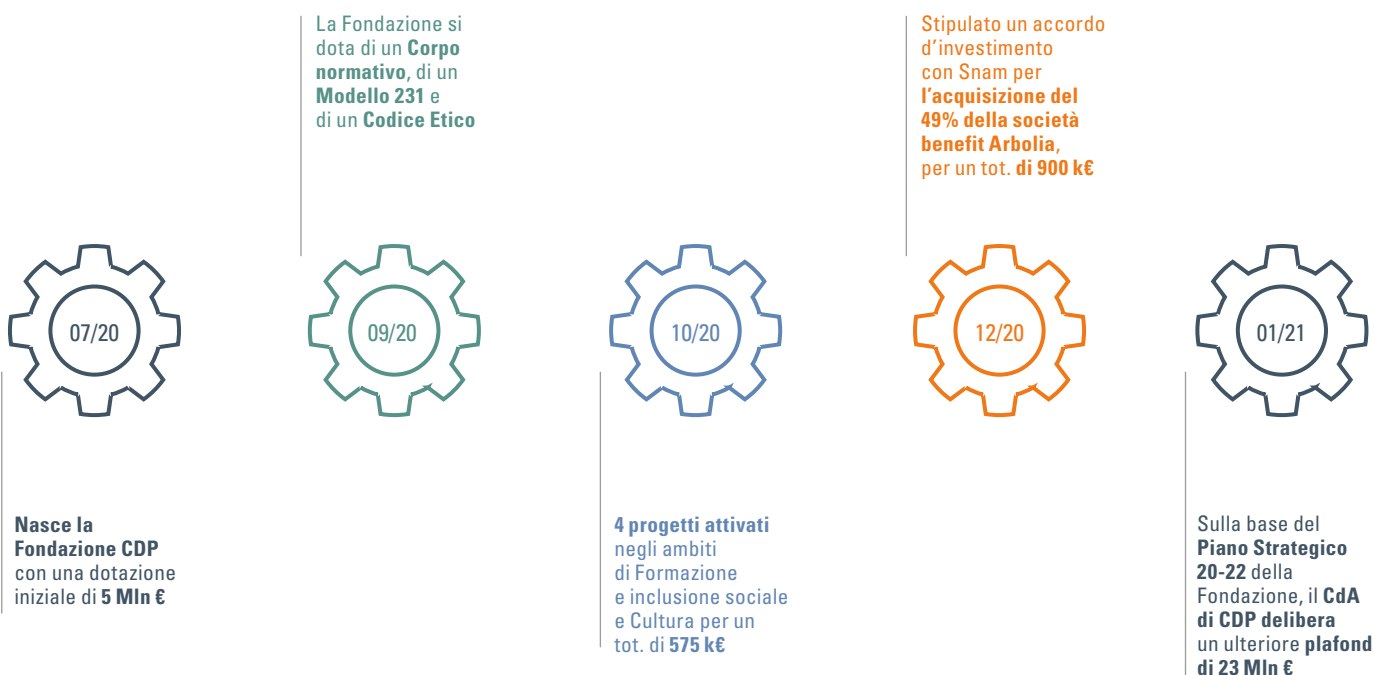 La Fondazione si
dota di un Corpo
normativo, di un
Modello 231 e
di un Codice Etico
Stipulato un accordo
d’investimento
con Snam per
l’acquisizione del
49% della società
benefit Arbolia,
per un tot. di 900 k€
07/20
09/20
10/20
12/20
01/21
Nasce la
Fondazione CDP
con una dotazione
iniziale di 5 Mln €
4 progetti attivati
negli ambiti
di Formazione
e inclusione sociale
e Cultura per un
tot. di 575 k€
Sulla base del
Piano Strategico
20-22 della
Fondazione, il CdA
di CDP delibera
un ulteriore plafond
di 23 Mln €